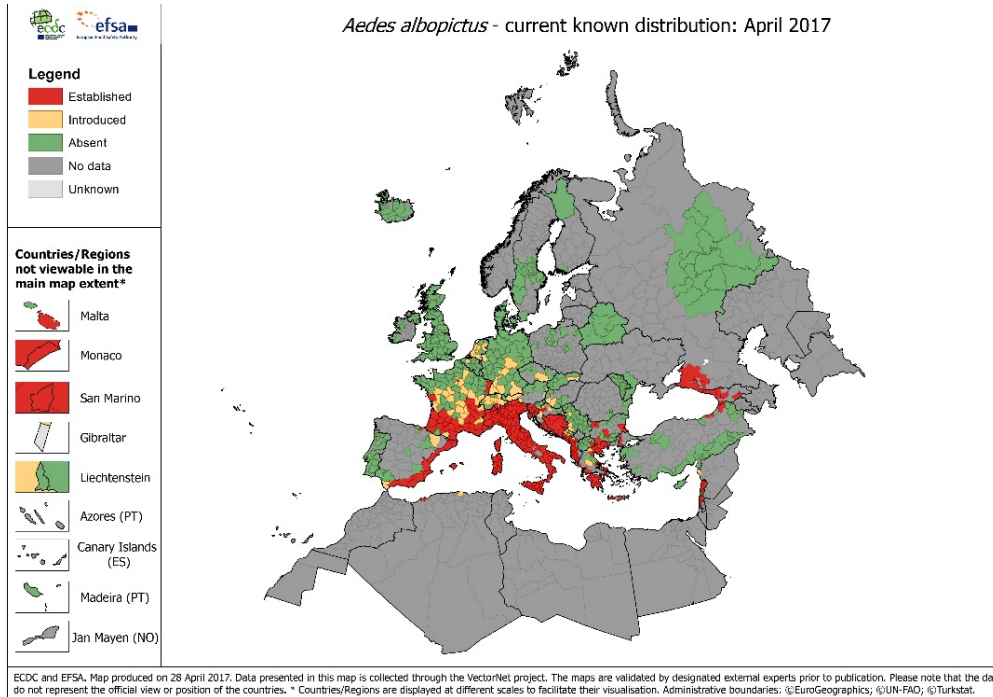 ecdc
efsa
European Food Safety Authority
Aedes albopictus - current known distribution: April 2017
Legend
Established
Introduced
Absent
No data
Unknown
Countries/Regions
not viewable in the
main map extent*
Malta
Monaco
San Marino
Gibraltar
Liechtenstein
Azores (PT)
Canary Islands
(ES)
Madeira (PT)
Jan Mayen (NO)
ECDC and EFSA. Map produced on 28 April 2017. Data presented in this map is collected through the VectorNet project. The maps are validated by designated external experts prior to publication. Please note that the da
do not represent the official view or position of the countries. * Countries/Regions are displayed at different scales to facilitate their visualisation. Administrative boundaries: ©EuroGeographics; ©UN-FAO; ©Turkstat.